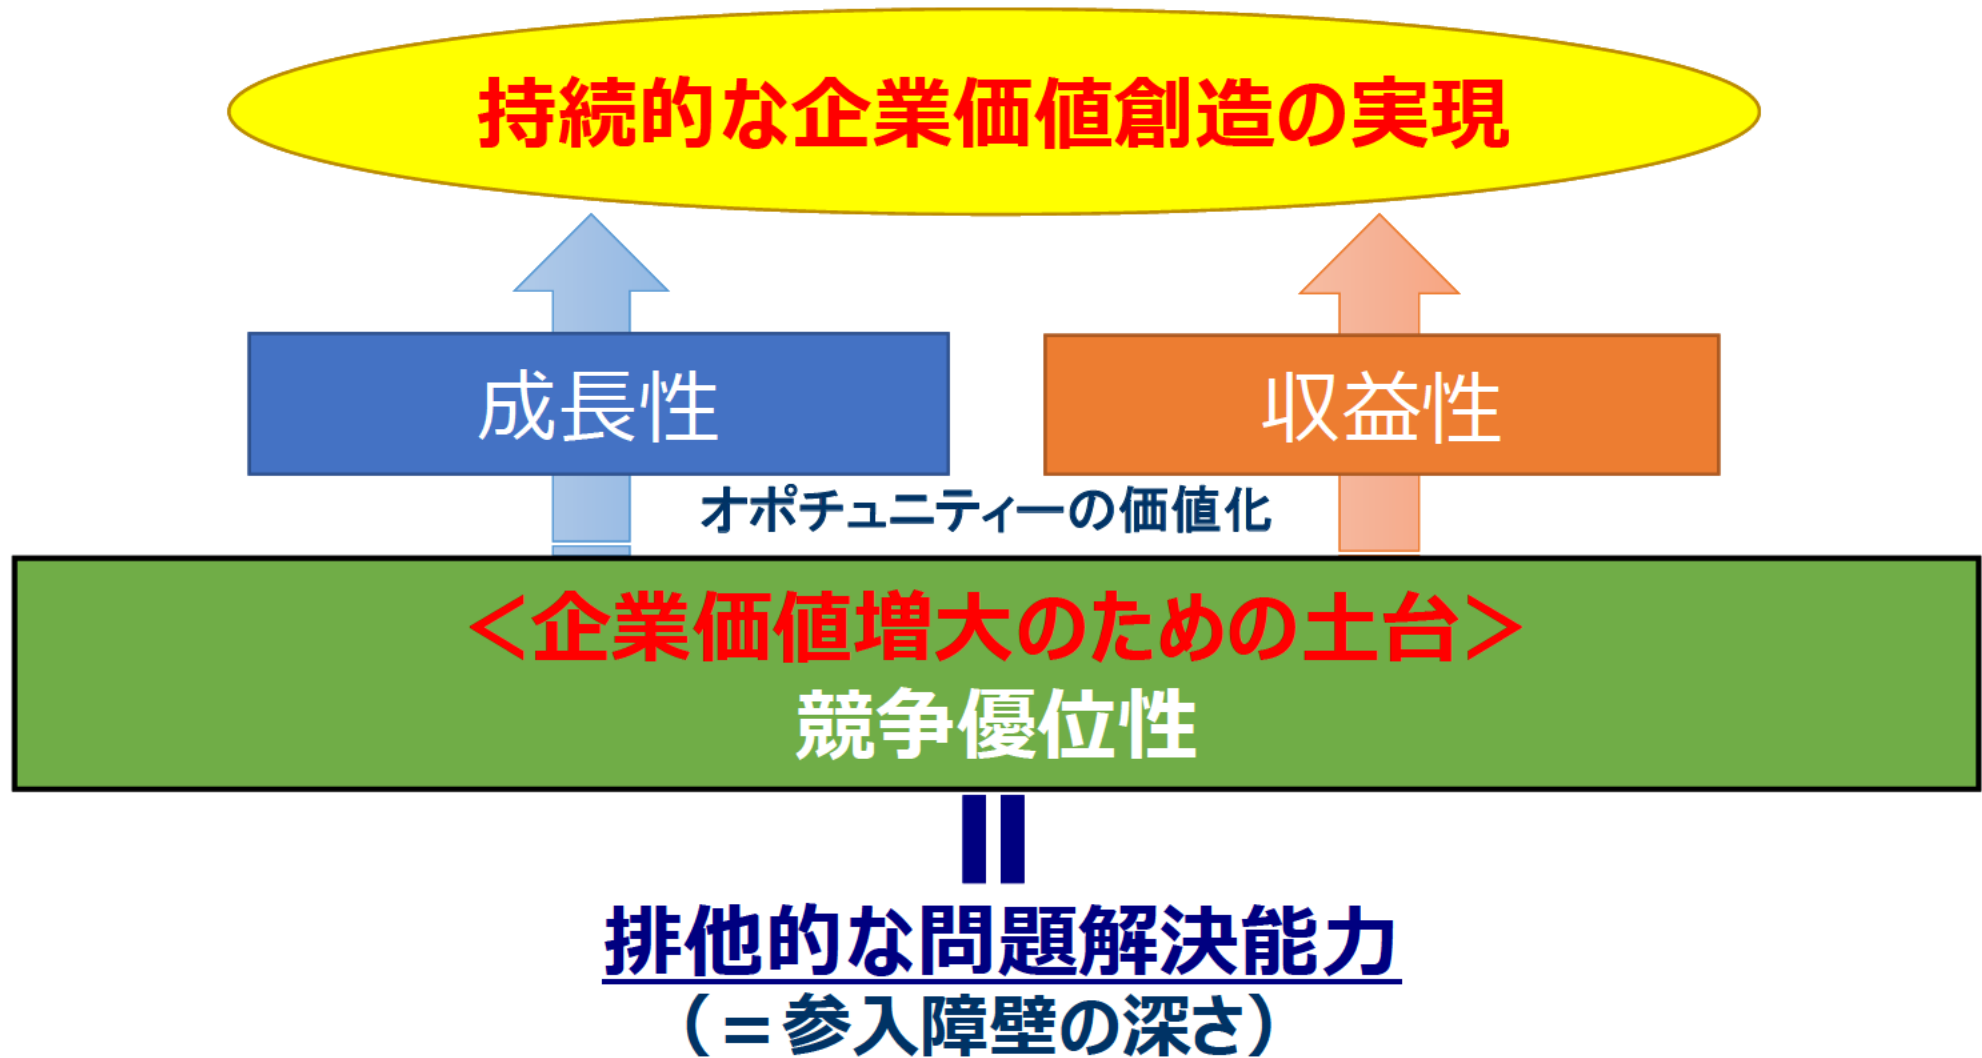 持続的な企業価値創造の実現
成長性
収益性
オポチュニティーの価値化
＜企業価値増大のための土台＞
競争優位性
排他的な問題解決能力
（＝参入障壁の深さ）